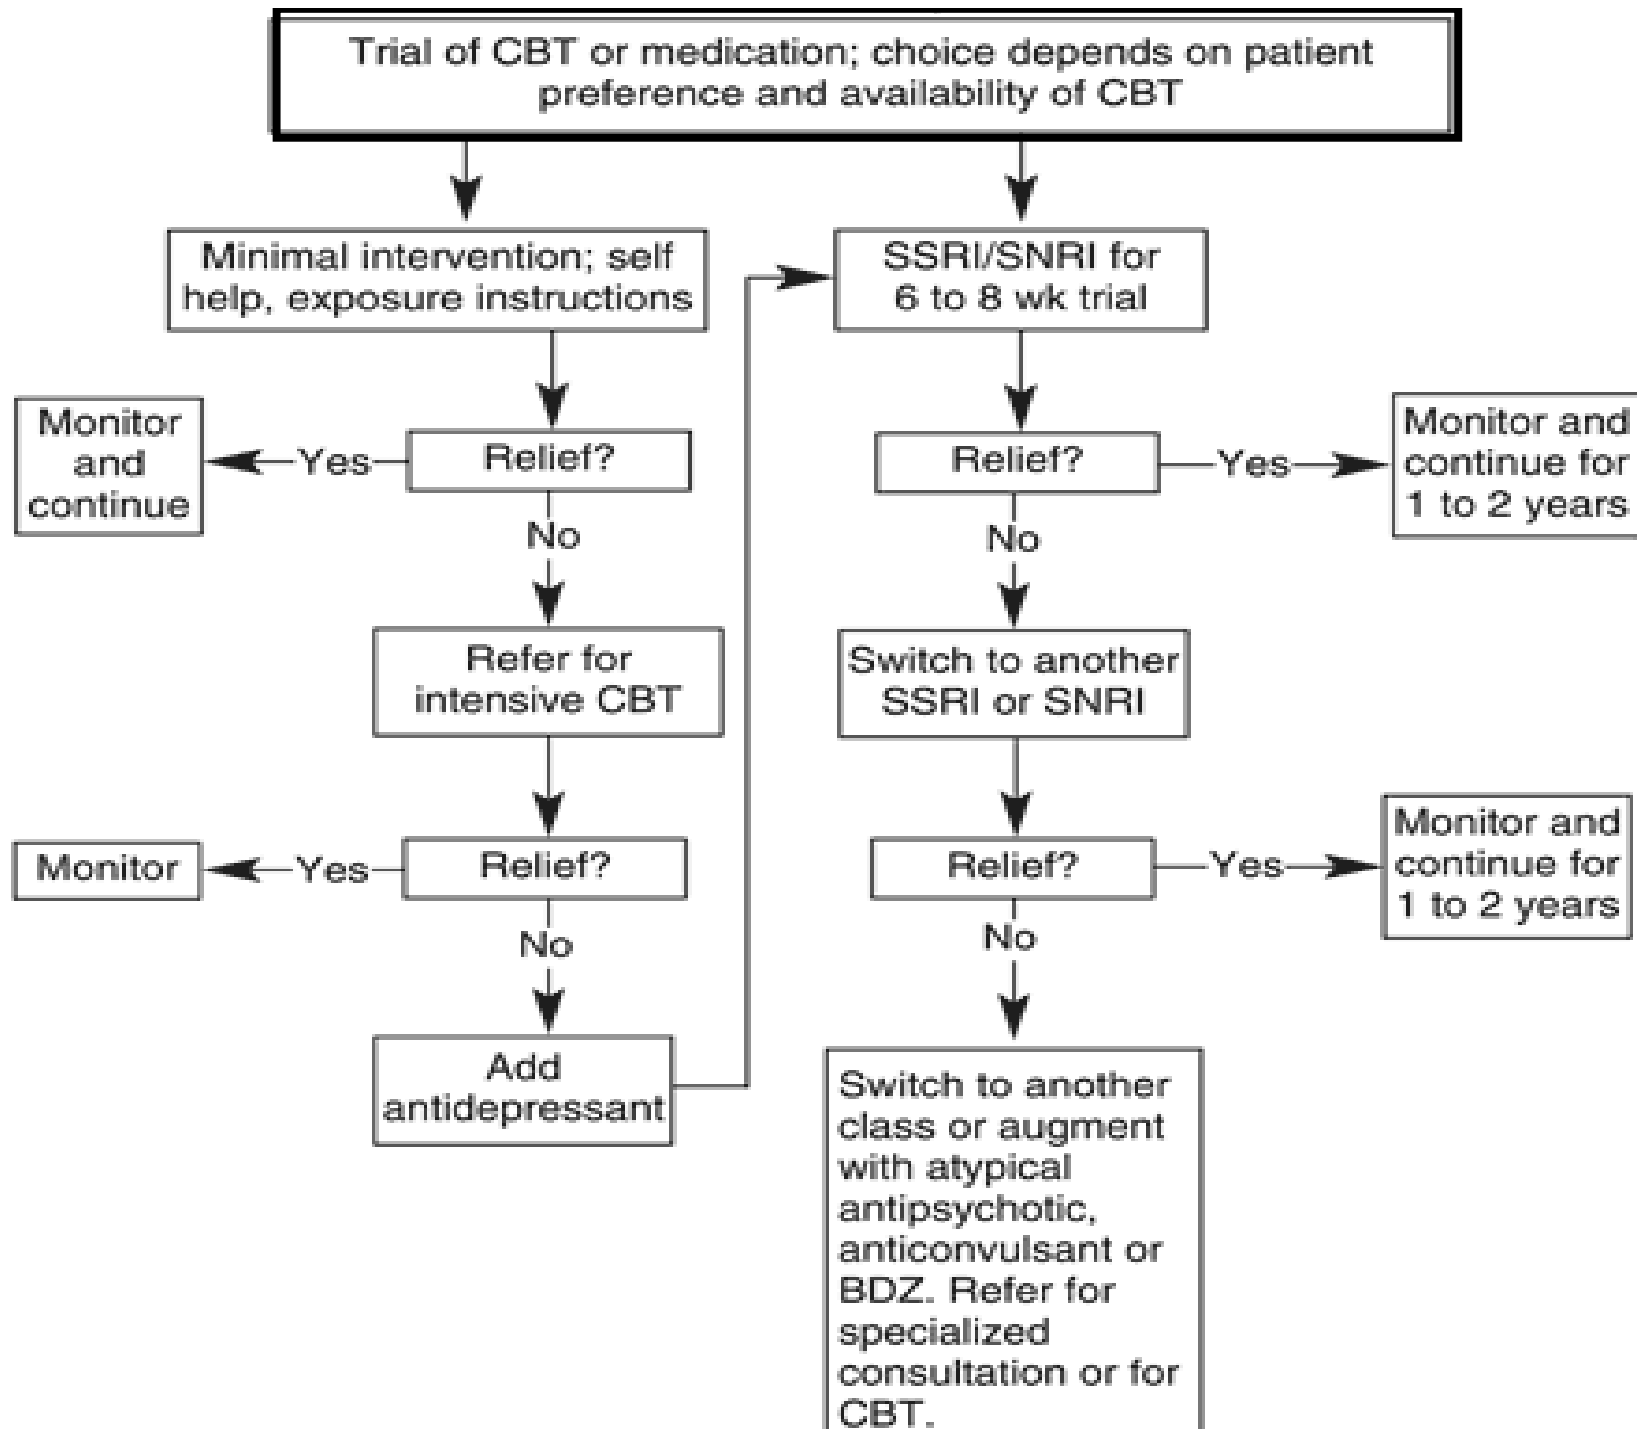 Trial of CBT or medication; choice depends on patient
preference and availability of CBT
Minimal intervention; self
help, exposure instructions
SSRI/SNRI for
6 to 8 wk trial
Monitor
and
continue
Yes
Relief?
No
Relief?
Yes
No
Monitor and
continue for
1 to 2 years
Refer for
intensive CBT
Switch to another
SSRI or SNRI
Monitor
Yes
Relief?
No
Relief?
Yes
No
Monitor and
continue for
1 to 2 years
Add
antidepressant
Switch to another
class or augment
with atypical
antipsychotic,
anticonvulsant or
BDZ. Refer for
specialized
consultation or for
CBT.